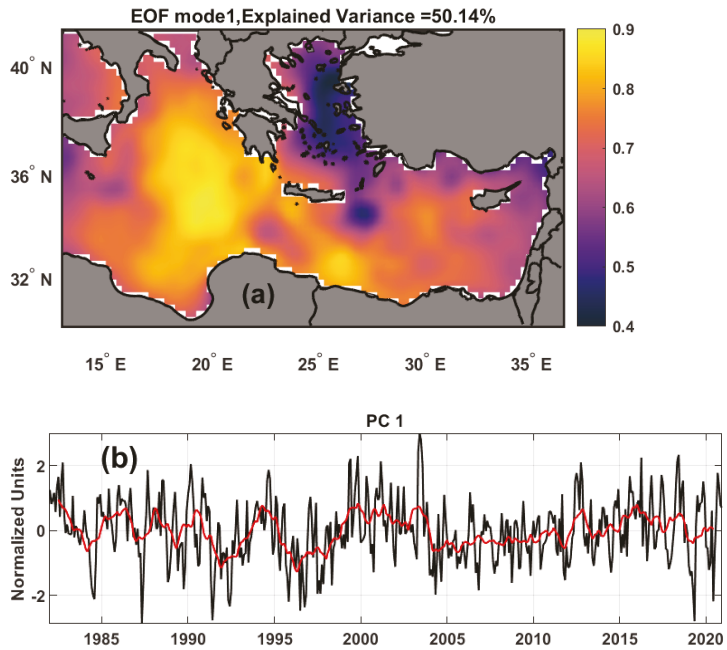 EOF mode1,Explained Variance =50.14%
40° N
36° N
32° N
(a)
15° E 20° E 25° E 30° E 35° E
0.9
0.8
0.7
0.6
0.5
0.4
PC 1
(b)
Normalized Units
2
0
-2
1985 1990 1995 2000 2005 2010 2015 2020